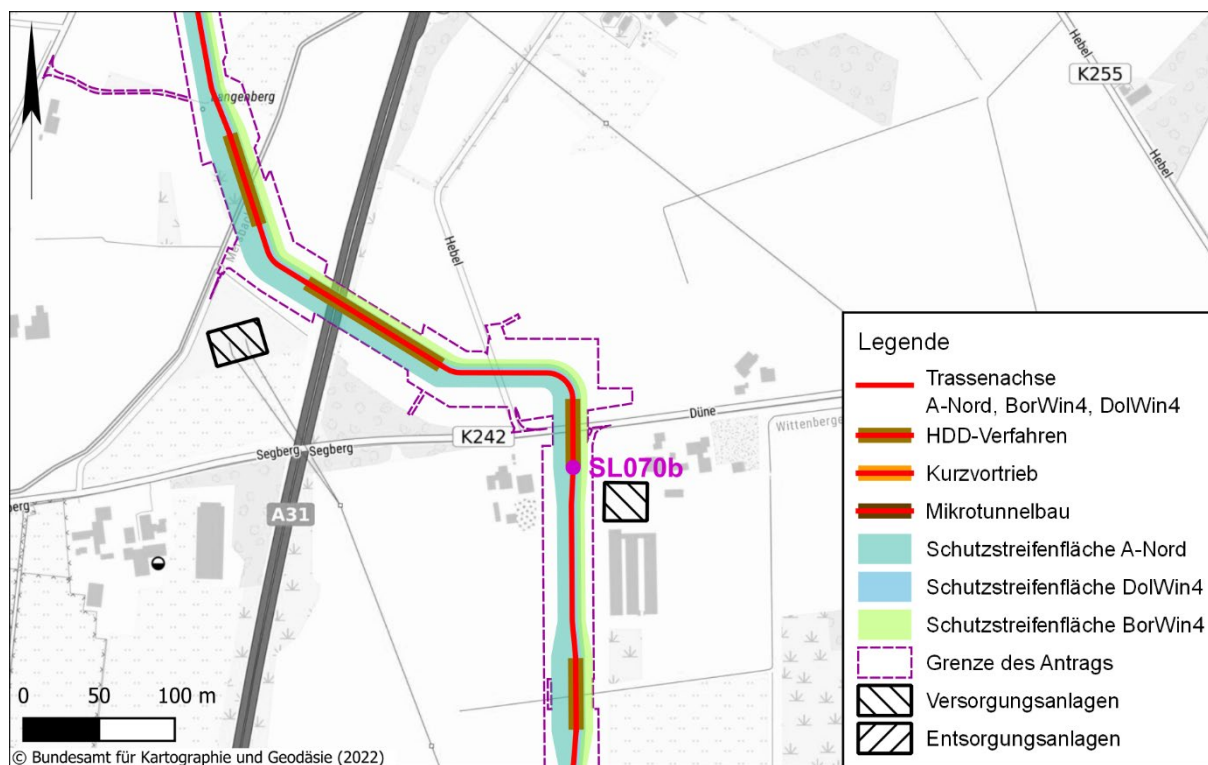 K255
Hebel
Hebel
Langenberg
Hebel
Düne
K242
Wittenberge
Segberg
Segberg
SL070b
A31
0 50 100 m
© Bundesamt für Kartographie und Geodäsie (2022)
Legende
Trassenachse
A-Nord, BorWin4, DolWin4
HDD-Verfahren
Kurzvortrieb
Mikrotunnelbau
Schutzstreifenfläche A-Nord
Schutzstreifenfläche DolWin4
Schutzstreifenfläche BorWin4
Grenze des Antrags
Versorgungsanlagen
Entsorgungsanlagen